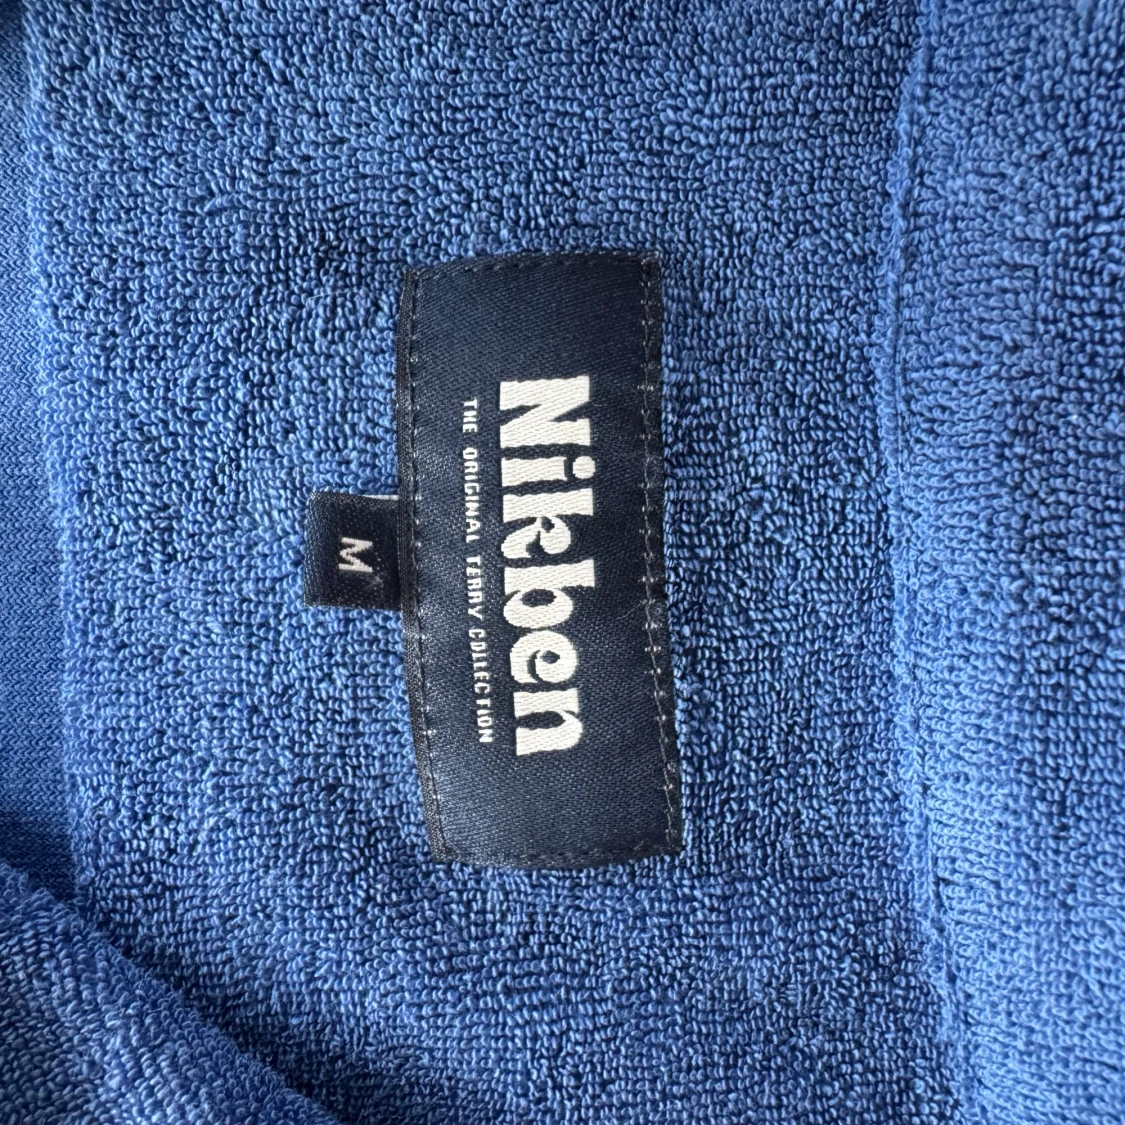 Nikben
THE ORIGINAL TERRY COLLECTION
M